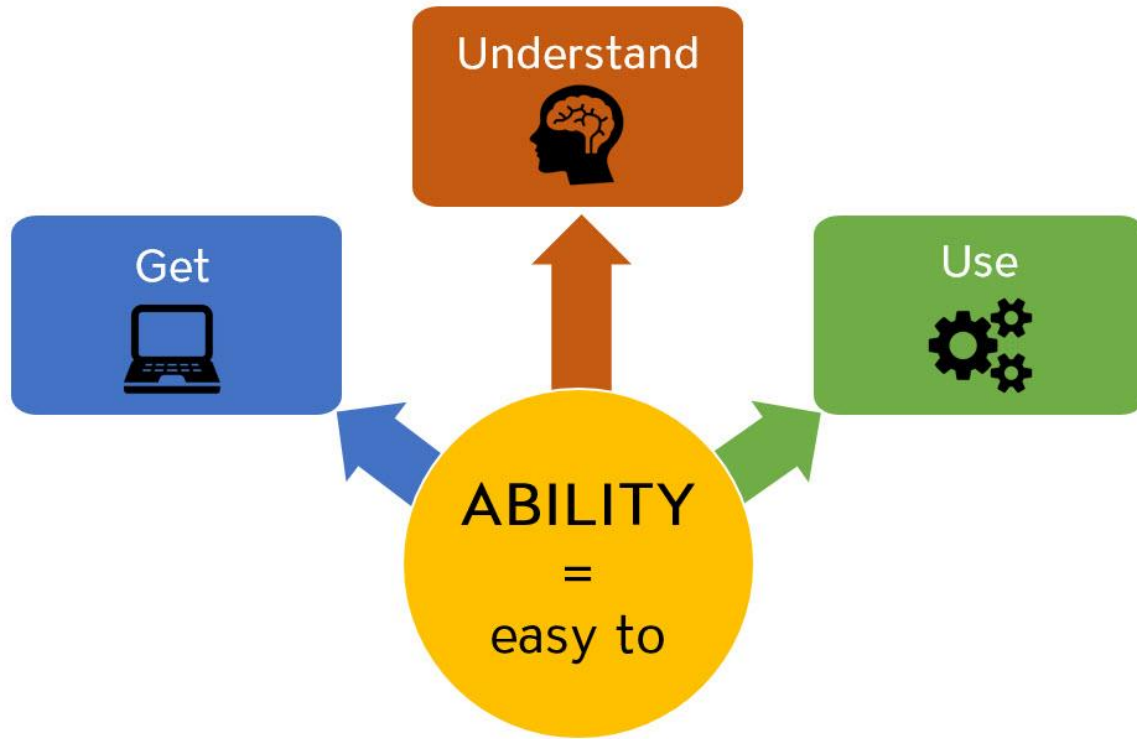 Understand
Get
Use
ABILITY
=
easy to